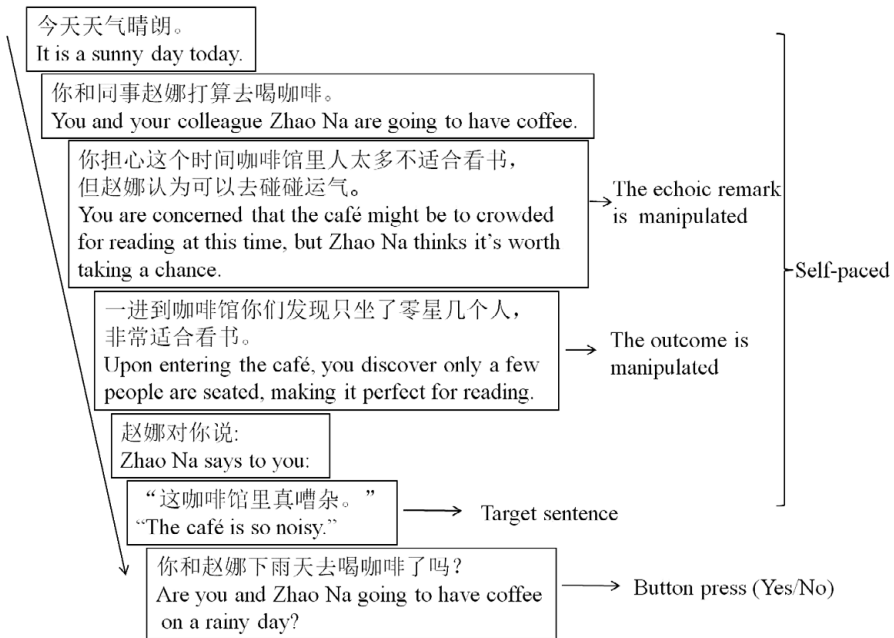 今天天气晴朗。
It is a sunny day today.
你和同事赵娜打算去喝咖啡。
You and your colleague Zhao Na are going to have coffee.
你担心这个时间咖啡馆里人太多不适合看书，
但赵娜认为可以去碰碰运气。
You are concerned that the café might be to crowded
for reading at this time, but Zhao Na thinks it’s worth
taking a chance.
The echoic remark
is manipulated
Self-paced
一进到咖啡馆你们发现只坐了零星几个人，
非常适合看书。
Upon entering the café, you discover only a few
people are seated, making it perfect for reading.
The outcome is
manipulated
赵娜对你说:
Zhao Na says to you:
“这咖啡馆里真嘈杂。”
“The café is so noisy.”
Target sentence
你和赵娜下雨天去喝咖啡了吗？
Are you and Zhao Na going to have coffee
on a rainy day?
Button press (Yes/No)